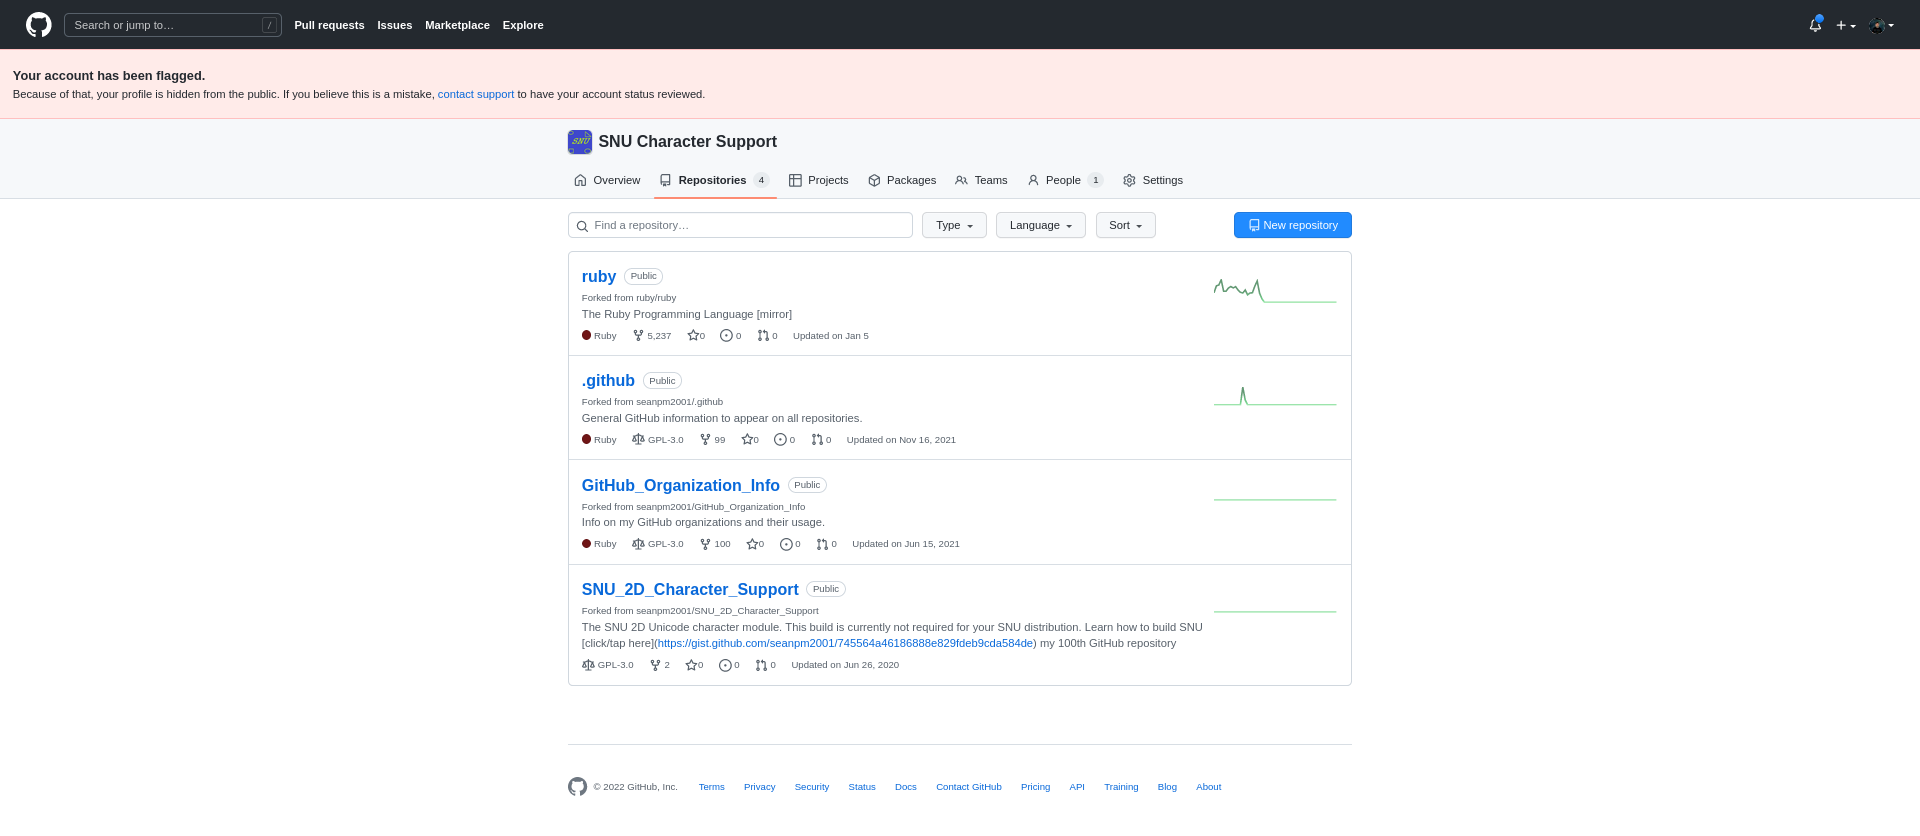 Search or jump to… /
Pull requests Issues Marketplace Explore
Your account has been flagged.
Because of that, your profile is hidden from the public. If you believe this is a mistake, contact support to have your account status reviewed.
SNU
SNU Character Support
Overview Repositories 4 Projects Packages Teams People 1 Settings
Find a repository… Type Language Sort New repository
ruby Public
Forked from ruby/ruby
The Ruby Programming Language [mirror]
Ruby 5,237 0 0 0 Updated on Jan 5
.github Public
Forked from seanpm2001/.github
General GitHub information to appear on all repositories.
Ruby GPL-3.0 99 0 0 0 Updated on Nov 16, 2021
GitHub_Organization_Info Public
Forked from seanpm2001/GitHub_Organization_Info
Info on my GitHub organizations and their usage.
Ruby GPL-3.0 100 0 0 0 Updated on Jun 15, 2021
SNU_2D_Character_Support Public
Forked from seanpm2001/SNU_2D_Character_Support
The SNU 2D Unicode character module. This build is currently not required for your SNU distribution. Learn how to build SNU
[click/tap here](https://gist.github.com/seanpm2001/745564a46186888e829fdeb9cda584de) my 100th GitHub repository
GPL-3.0 2 0 0 0 Updated on Jun 26, 2020
© 2022 GitHub, Inc. Terms Privacy Security Status Docs Contact GitHub Pricing API Training Blog About